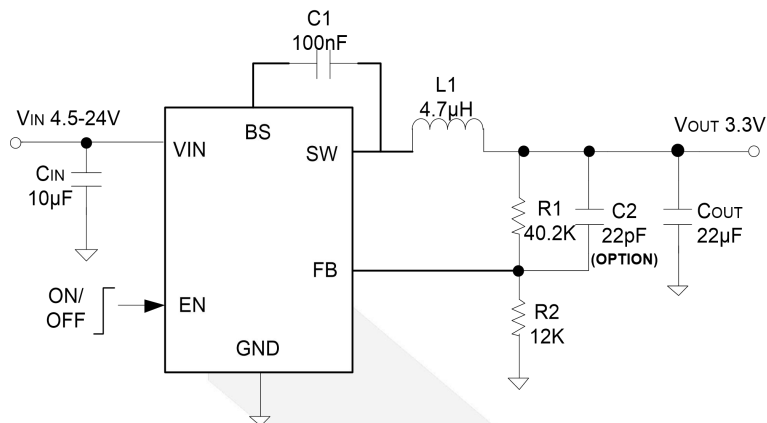 C1
100nF
L1
4.7µH
VIN 4.5-24V
VOUT 3.3V
BS
VIN
SW
CIN
10µF
R1
40.2K
C2
22pF
(OPTION)
COUT
22µF
FB
ON/
OFF
EN
R2
12K
GND